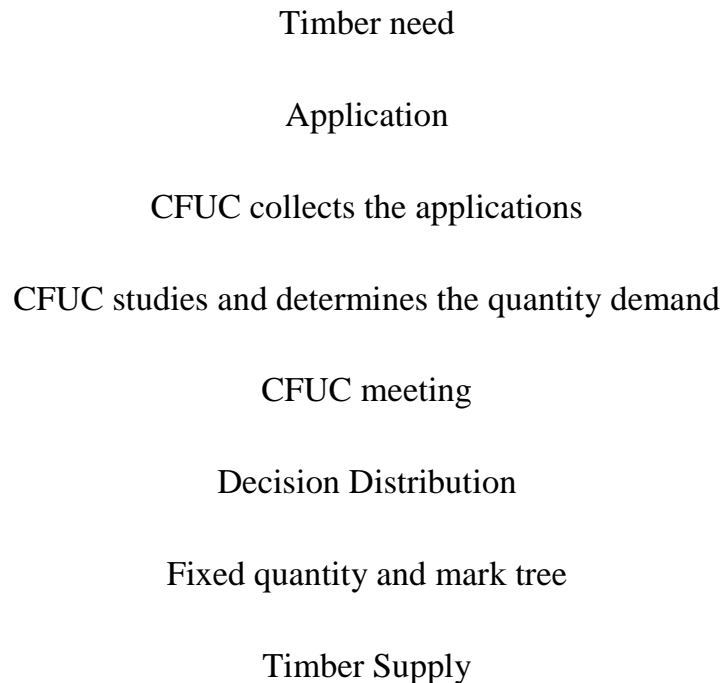 Timber need
Application
CFUC collects the applications
CFUC studies and determines the quantity demand
CFUC meeting
Decision Distribution
Fixed quantity and mark tree
Timber Supply